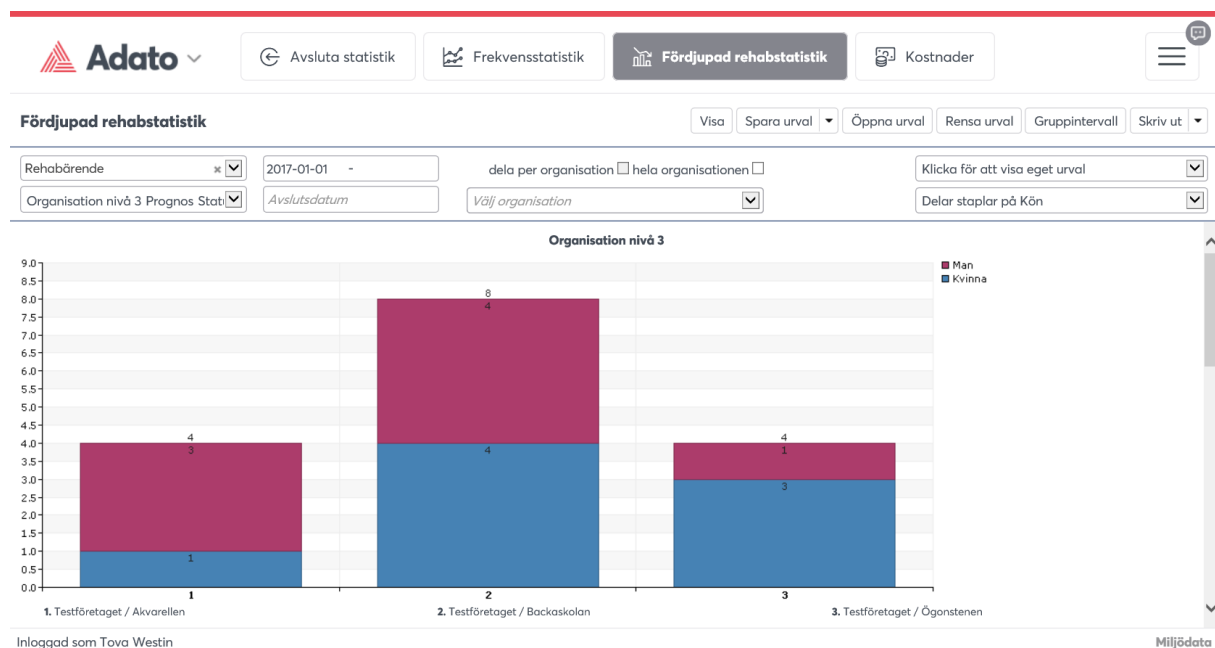 Adato
Avsluta statistik
Frekvensstatistik
Fördjupad rehabstatistik
Kostnader
Fördjupad rehabstatistik
Visa
Spara urval
Öppna urval
Rensa urval
Gruppintervall
Skriv ut
Rehabärende
2017-01-01 -
dela per organisation hela organisationen
Klicka för att visa eget urval
Organisation nivå 3 Prognos Stat
Avslutsdatum
Välj organisation
Delar staplar på Kön
Organisation nivå 3
Man
Kvinna
9.0
8.5
8.0
7.5
7.0
6.5
6.0
5.5
5.0
4.5
4.0
3.5
3.0
2.5
2.0
1.5
1.0
0.5
0.0
4
3
1
8
4
4
4
1
3
1 2 3
1. Testföretaget / Akvarellen
2. Testföretaget / Backaskolan
3. Testföretaget / Ögonstenen
Inloggad som Tova Westin
Miljödata